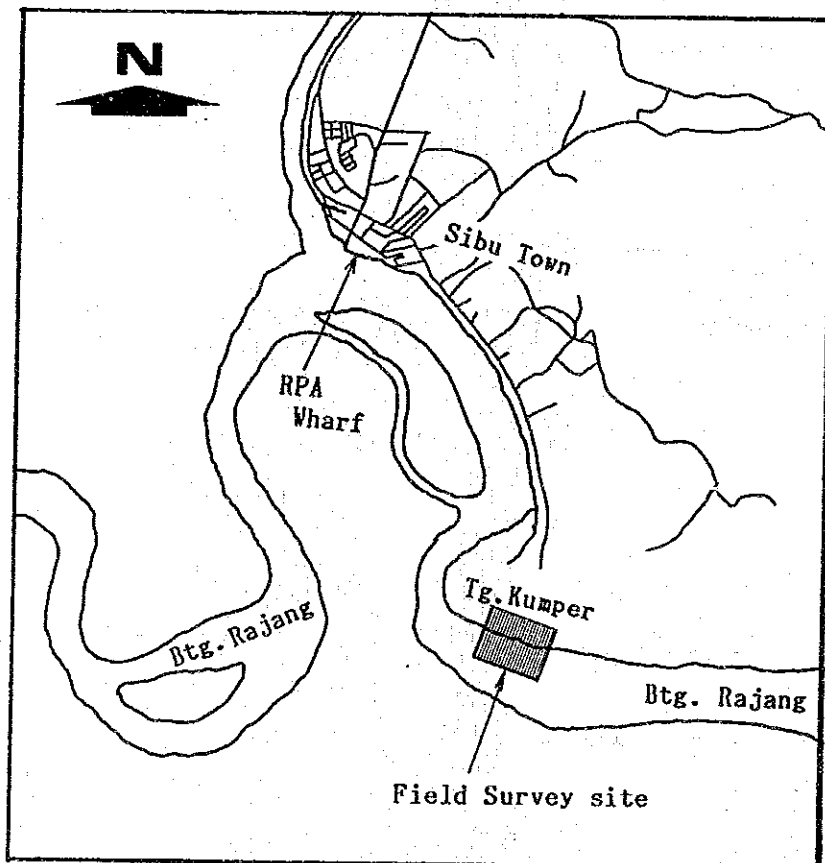 N
Sibu Town
RPA
Wharf
Tg.Kumper
Btg. Rajang
Btg. Rajang
Field Survey site